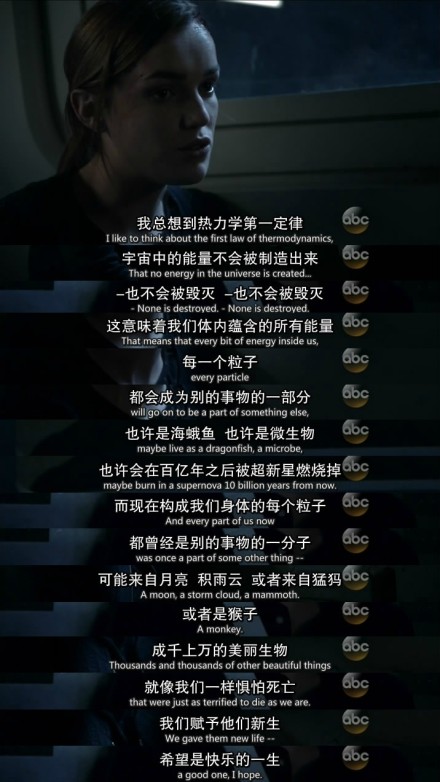 我总想到热力学第一定律
I like to think about the first law of thermodynamics,
abc
宇宙中的能量不会被制造出来
That no energy in the universe is created...
abc
–也不会被毁灭 –也不会被毁灭
- None is destroyed. - None is destroyed.
abc
这意味着我们体内蕴含的所有能量
That means that every bit of energy inside us,
abc
每一个粒子
every particle
abc
都会成为别的事物的一部分
will go on to be a part of something else,
abc
也许是海蛾鱼 也许是微生物
maybe live as a dragonfish, a microbe,
abc
也许会在百亿年之后被超新星燃烧掉
maybe burn in a supernova 10 billion years from now.
abc
而现在构成我们身体的每个粒子
And every part of us now
abc
都曾经是别的事物的一分子
was once a part of some other thing --
abc
可能来自月亮 积雨云 或者来自猛犸
A moon, a storm cloud, a mammoth.
abc
或者是猴子
A monkey.
abc
成千上万的美丽生物
Thousands and thousands of other beautiful things
abc
就像我们一样惧怕死亡
that were just as terrified to die as we are.
abc
我们赋予他们新生
We gave them new life --
abc
希望是快乐的一生
a good one, I hope.
abc